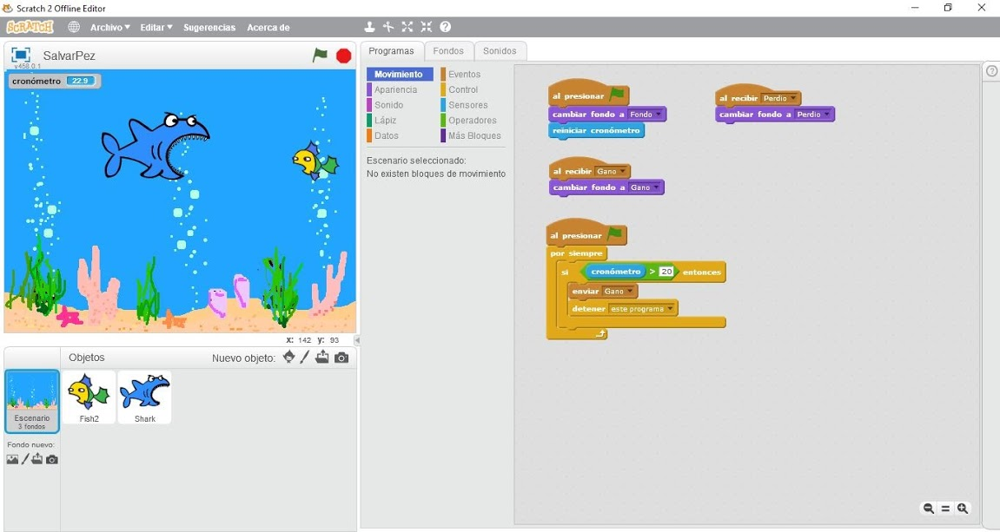 Scratch 2 Offline Editor
SCRATCH
Archivo
Editar
Sugerencias
Acerca de
SalvarPez
v458.0.1
cronómetro 22.9
x: 142 y: 93
Objetos
Nuevo objeto:
Escenario
3 fondos
Fish2
Shark
Fondo nuevo:
Programas
Fondos
Sonidos
Movimiento
Eventos
Apariencia
Control
Sonido
Sensores
Lápiz
Operadores
Datos
Más Bloques
Escenario seleccionado:
No existen bloques de movimiento
al presionar
cambiar fondo a Fondo
reiniciar cronómetro
al recibir Perdio
cambiar fondo a Perdio
al recibir Gano
cambiar fondo a Gano
al presionar
por siempre
si cronómetro > 20 entonces
enviar Gano
detener este programa